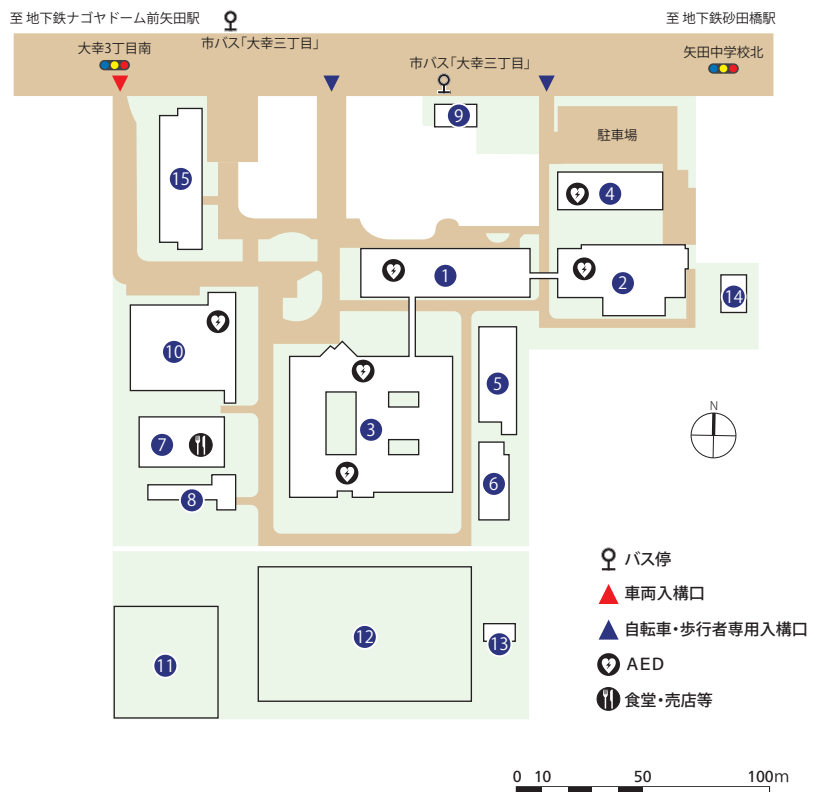 至 地下鉄ナゴヤドーム前矢田駅
至 地下鉄砂田橋駅
大幸3丁目南
市バス「大幸三丁目」
市バス「大幸三丁目」
矢田中学校北
9
駐車場
15
4
1
2
14
10
5
3
7
6
8
N
12
13
11
バス停
車両入構口
自転車・歩行者専用入構口
AED
食堂・売店等
0 10 50 100m